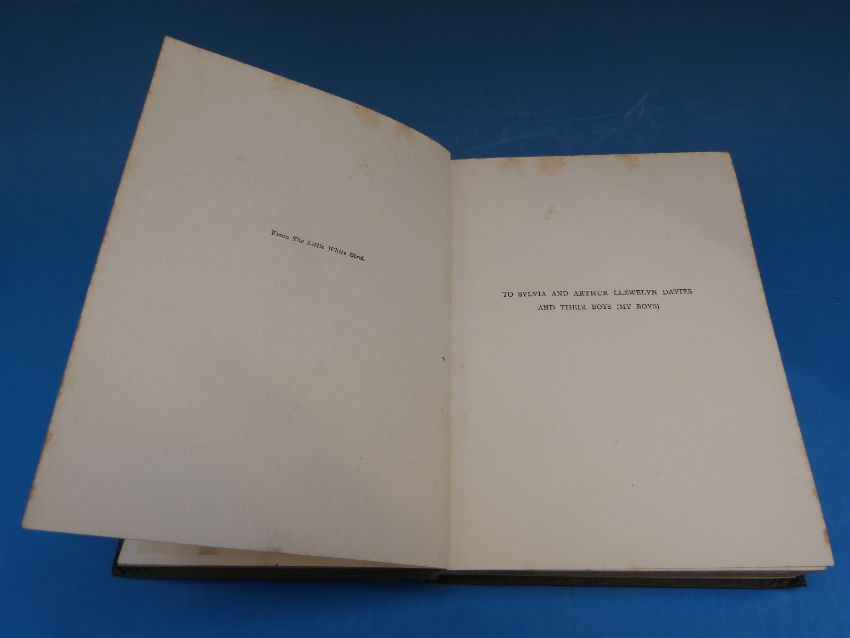 From The Little White Bird.
TO SYLVIA AND ARTHUR LLEWELYN DAVIES
AND THEIR BOYS (MY BOYS)